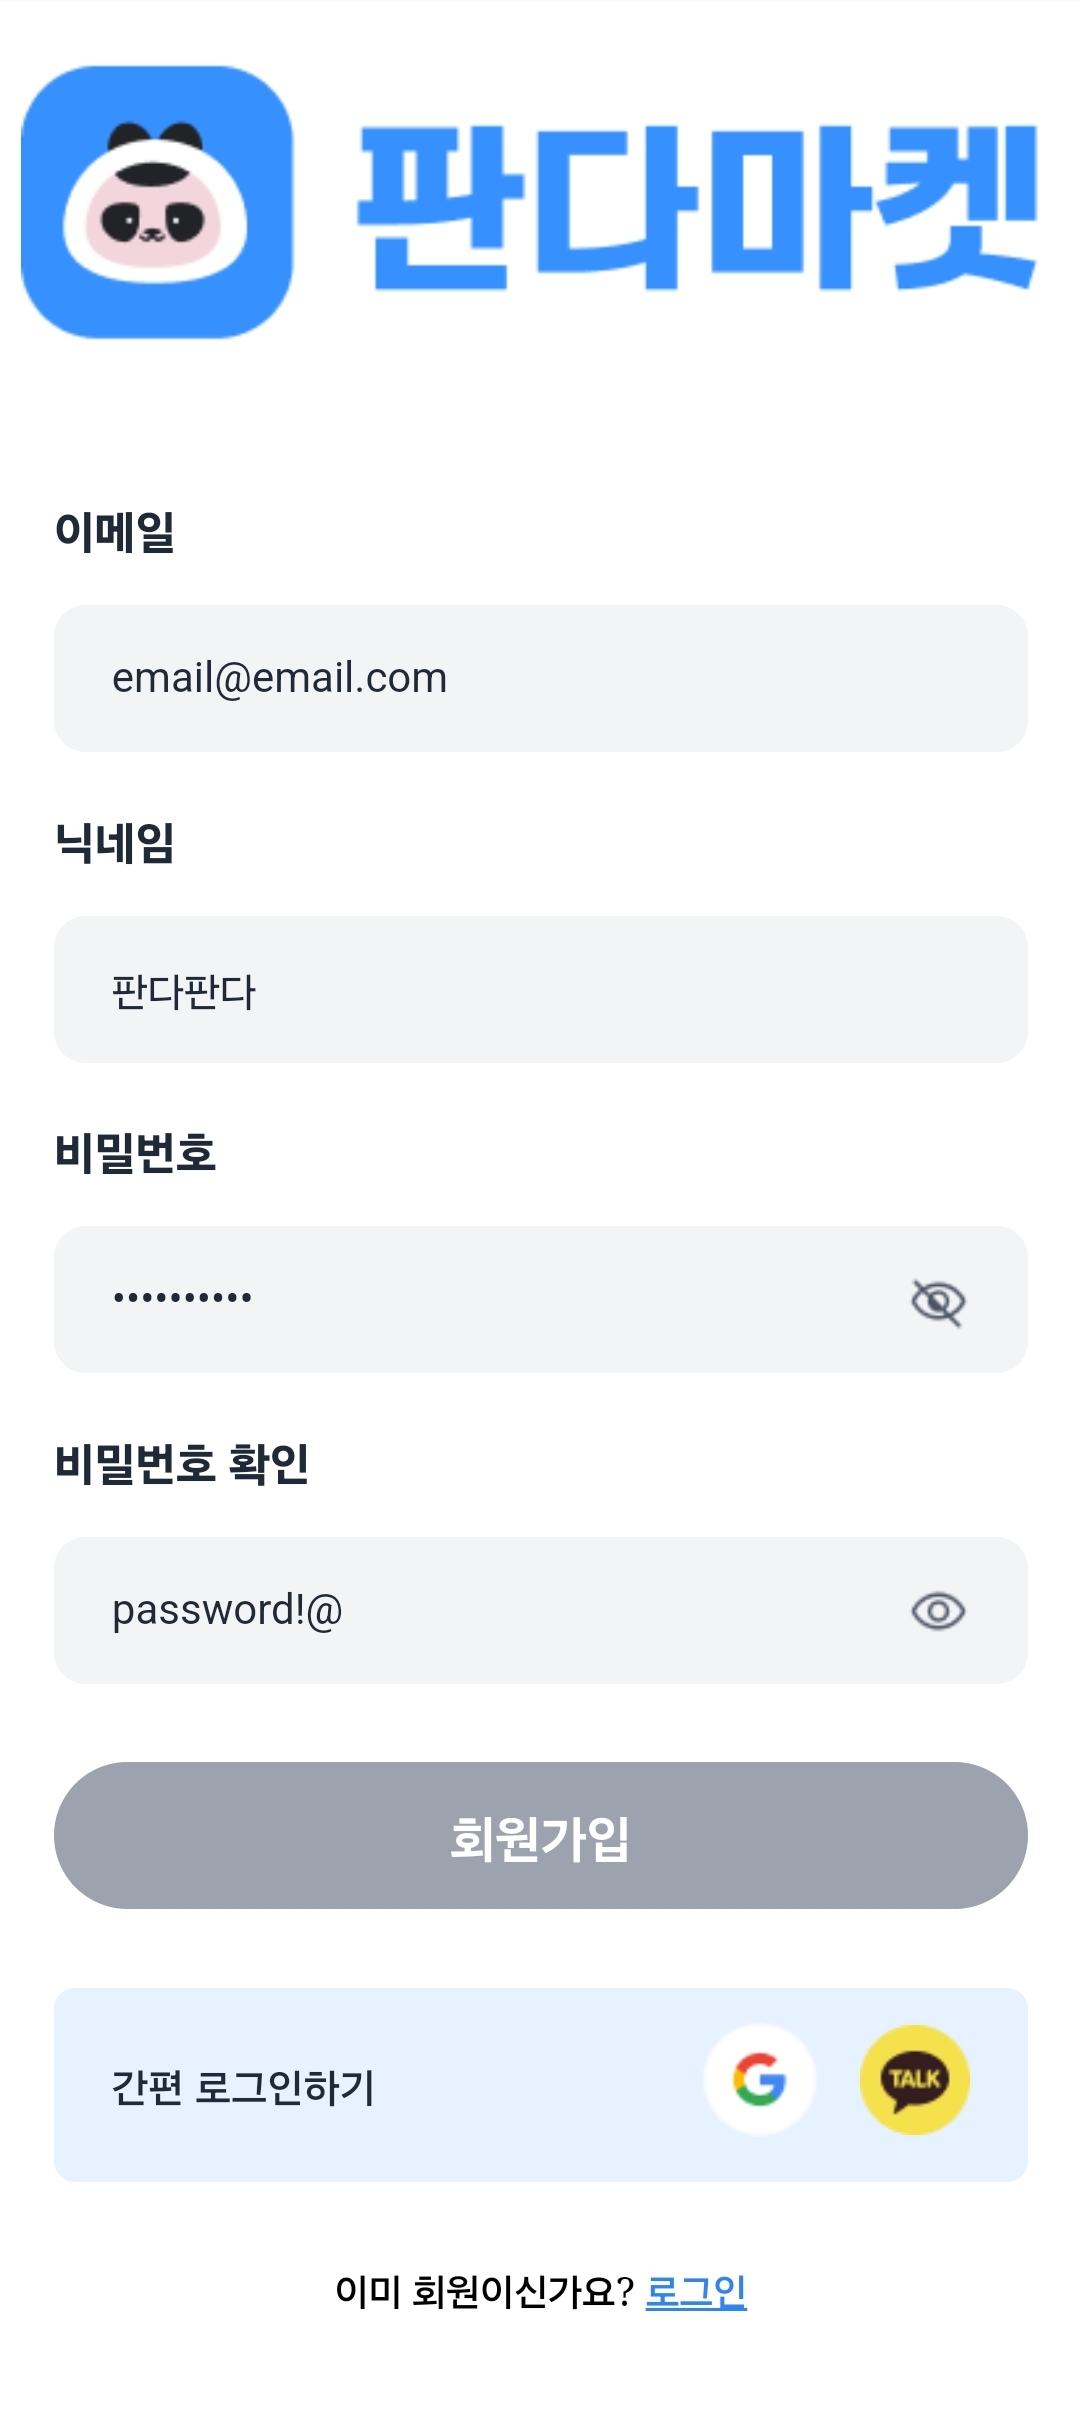 판다마켓
이메일
email@email.com
닉네임
판다판다
비밀번호
••••••••••
비밀번호 확인
password!@
회원가입
간편 로그인하기
G
TALK
이미 회원이신가요? 로그인